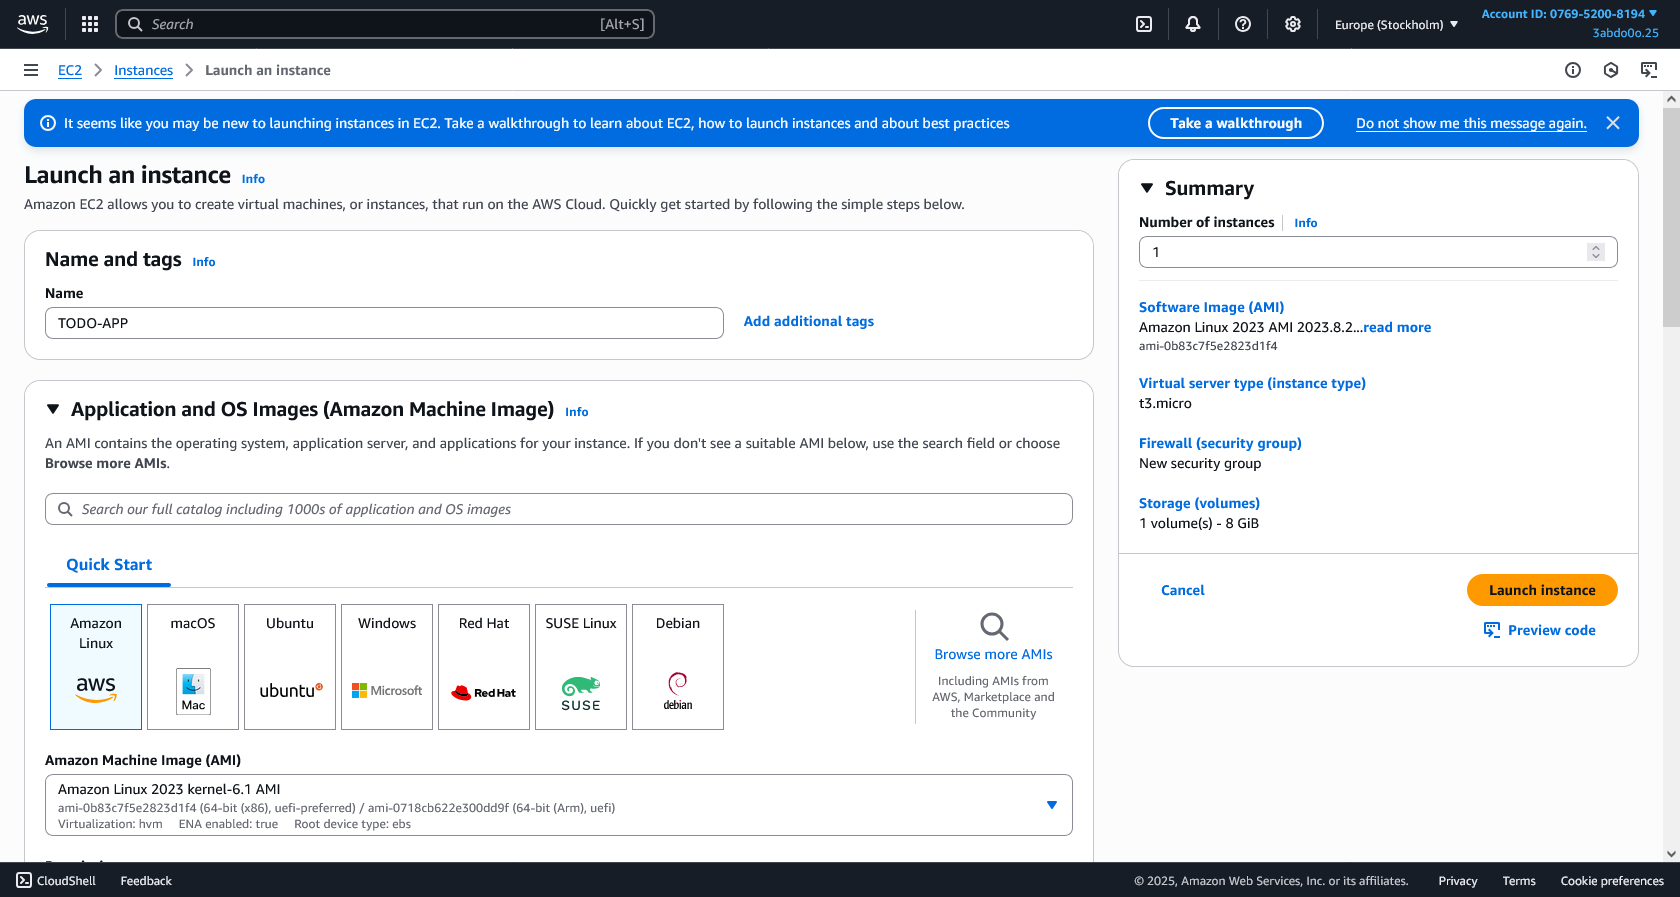 aws
Search [Alt+S]
Europe (Stockholm)
Account ID: 0769-5200-8194
3abdo0o.25
EC2 > Instances > Launch an instance
It seems like you may be new to launching instances in EC2. Take a walkthrough to learn about EC2, how to launch instances and about best practices
Take a walkthrough
Do not show me this message again.
Launch an instance Info
Amazon EC2 allows you to create virtual machines, or instances, that run on the AWS Cloud. Quickly get started by following the simple steps below.
Name and tags Info
Name
TODO-APP
Add additional tags
Application and OS Images (Amazon Machine Image) Info
An AMI contains the operating system, application server, and applications for your instance. If you don't see a suitable AMI below, use the search field or choose
Browse more AMIs.
Search our full catalog including 1000s of application and OS images
Quick Start
Amazon
Linux
aws
macOS
Mac
Ubuntu
ubuntu
Windows
Microsoft
Red Hat
Red Hat
SUSE Linux
SUSE
Debian
debian
Browse more AMIs
Including AMIs from
AWS, Marketplace and
the Community
Amazon Machine Image (AMI)
Amazon Linux 2023 kernel-6.1 AMI
ami-0b83c7f5e2823d1f4 (64-bit (x86), uefi-preferred) / ami-0718cb622e300dd9f (64-bit (Arm), uefi)
Virtualization: hvm ENA enabled: true Root device type: ebs
Summary
Number of instances Info
1
Software Image (AMI)
Amazon Linux 2023 AMI 2023.8.2...read more
ami-0b83c7f5e2823d1f4
Virtual server type (instance type)
t3.micro
Firewall (security group)
New security group
Storage (volumes)
1 volume(s) - 8 GiB
Cancel
Launch instance
Preview code
CloudShell Feedback
© 2025, Amazon Web Services, Inc. or its affiliates. Privacy Terms Cookie preferences